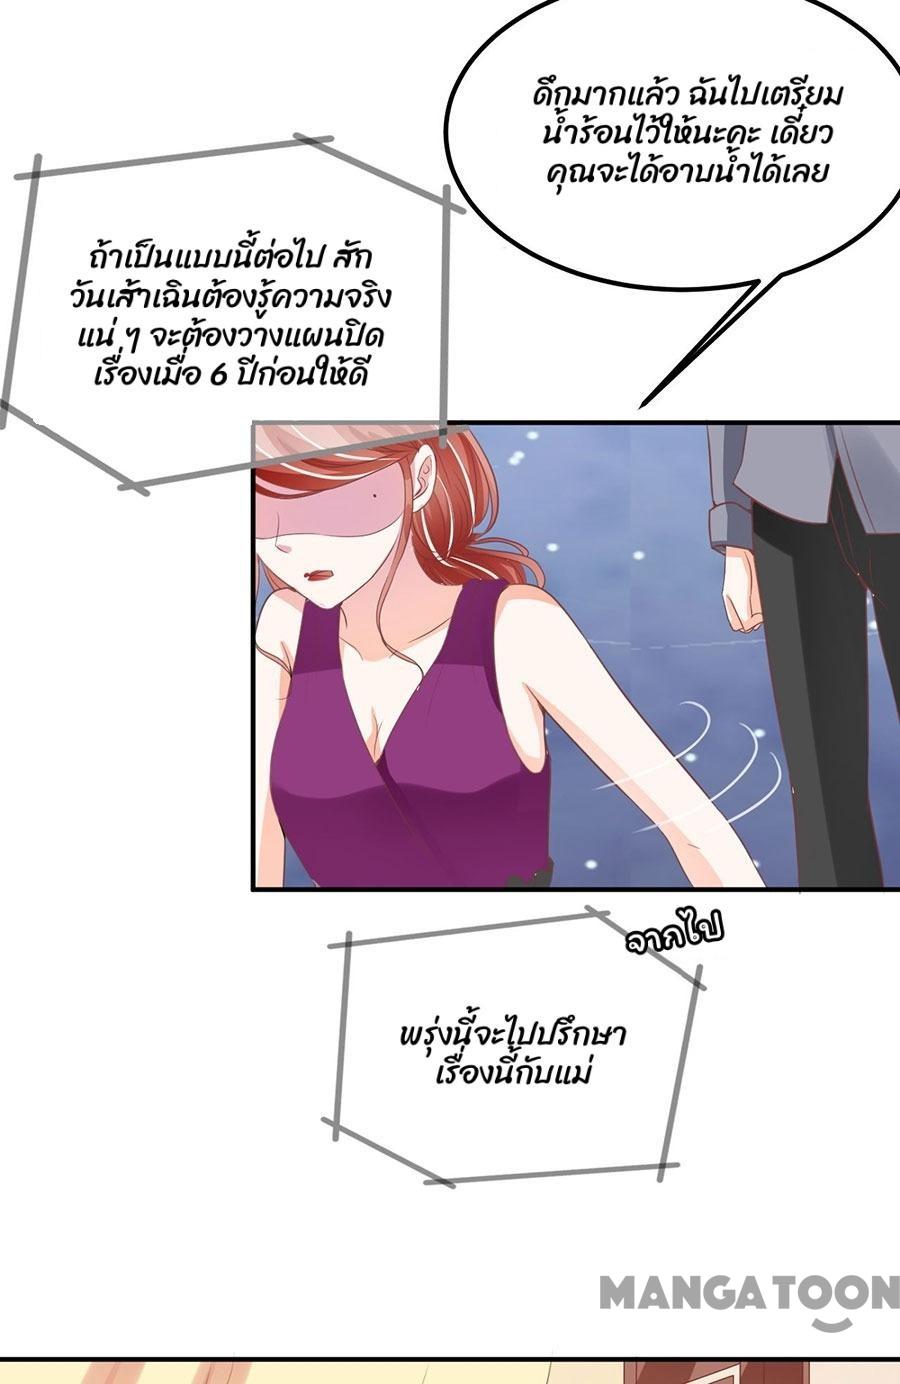 ดึกมากแล้ว ฉันไปเตรียม
น้ำร้อนไว้ให้นะคะ เดี๋ยว
คุณจะได้อาบน้ำได้เลย
ถ้าเป็นแบบนี้ต่อไป สัก
วันเส้าเฉินต้องรู้ความจริง
แน่ ๆ จะต้องวางแผนปิด
เรื่องเมื่อ 6 ปีก่อนให้ดี
จากไป
พรุ่งนี้จะไปปรึกษา
เรื่องนี้กับแม่
MANGATOON